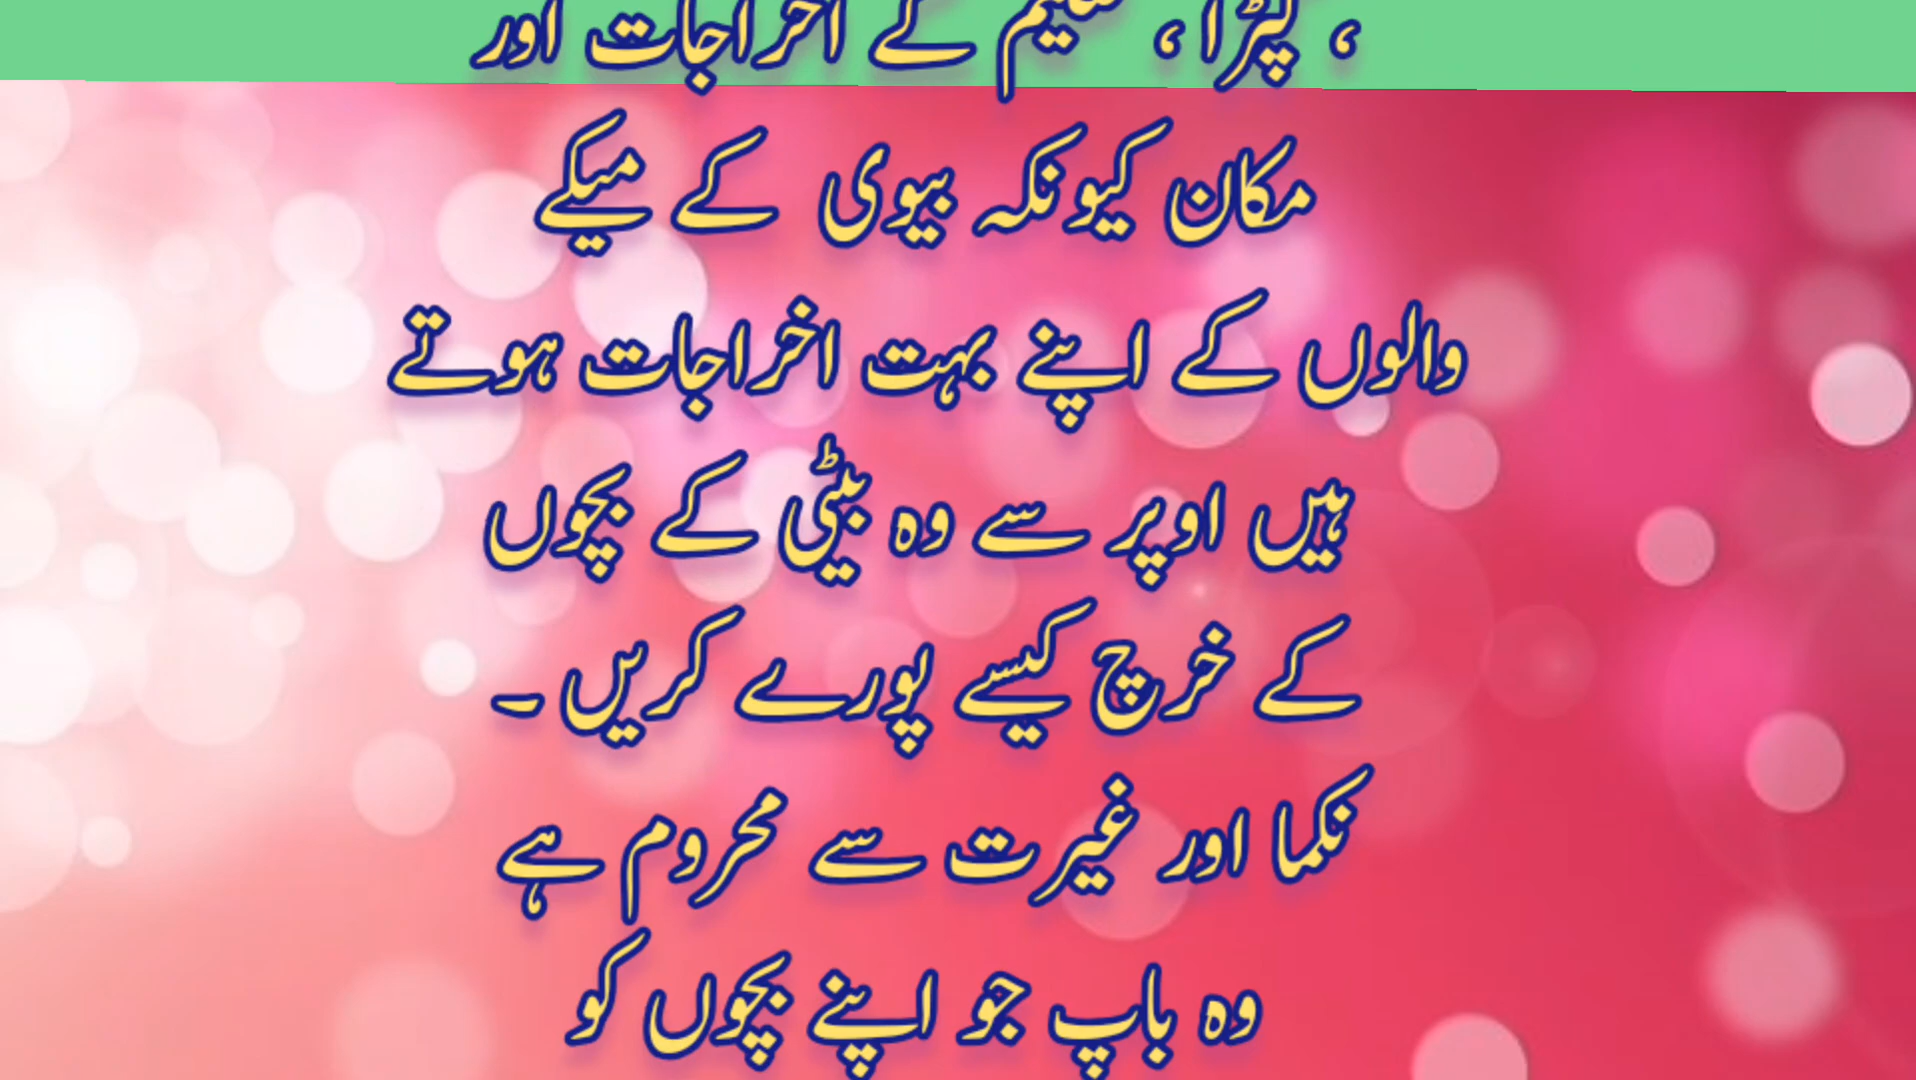 ، کپڑا ، تعلیم کے اخراجات اور
مکان کیونکہ بیوی کے میکے
والوں کے اپنے بہت اخراجات ہوتے
ہیں اوپر سے وہ بیٹی کے بچوں
کے خرچ کیسے پورے کریں ۔
نکما اور غیرت سے محروم ہے
وہ باپ جو اپنے بچوں کو